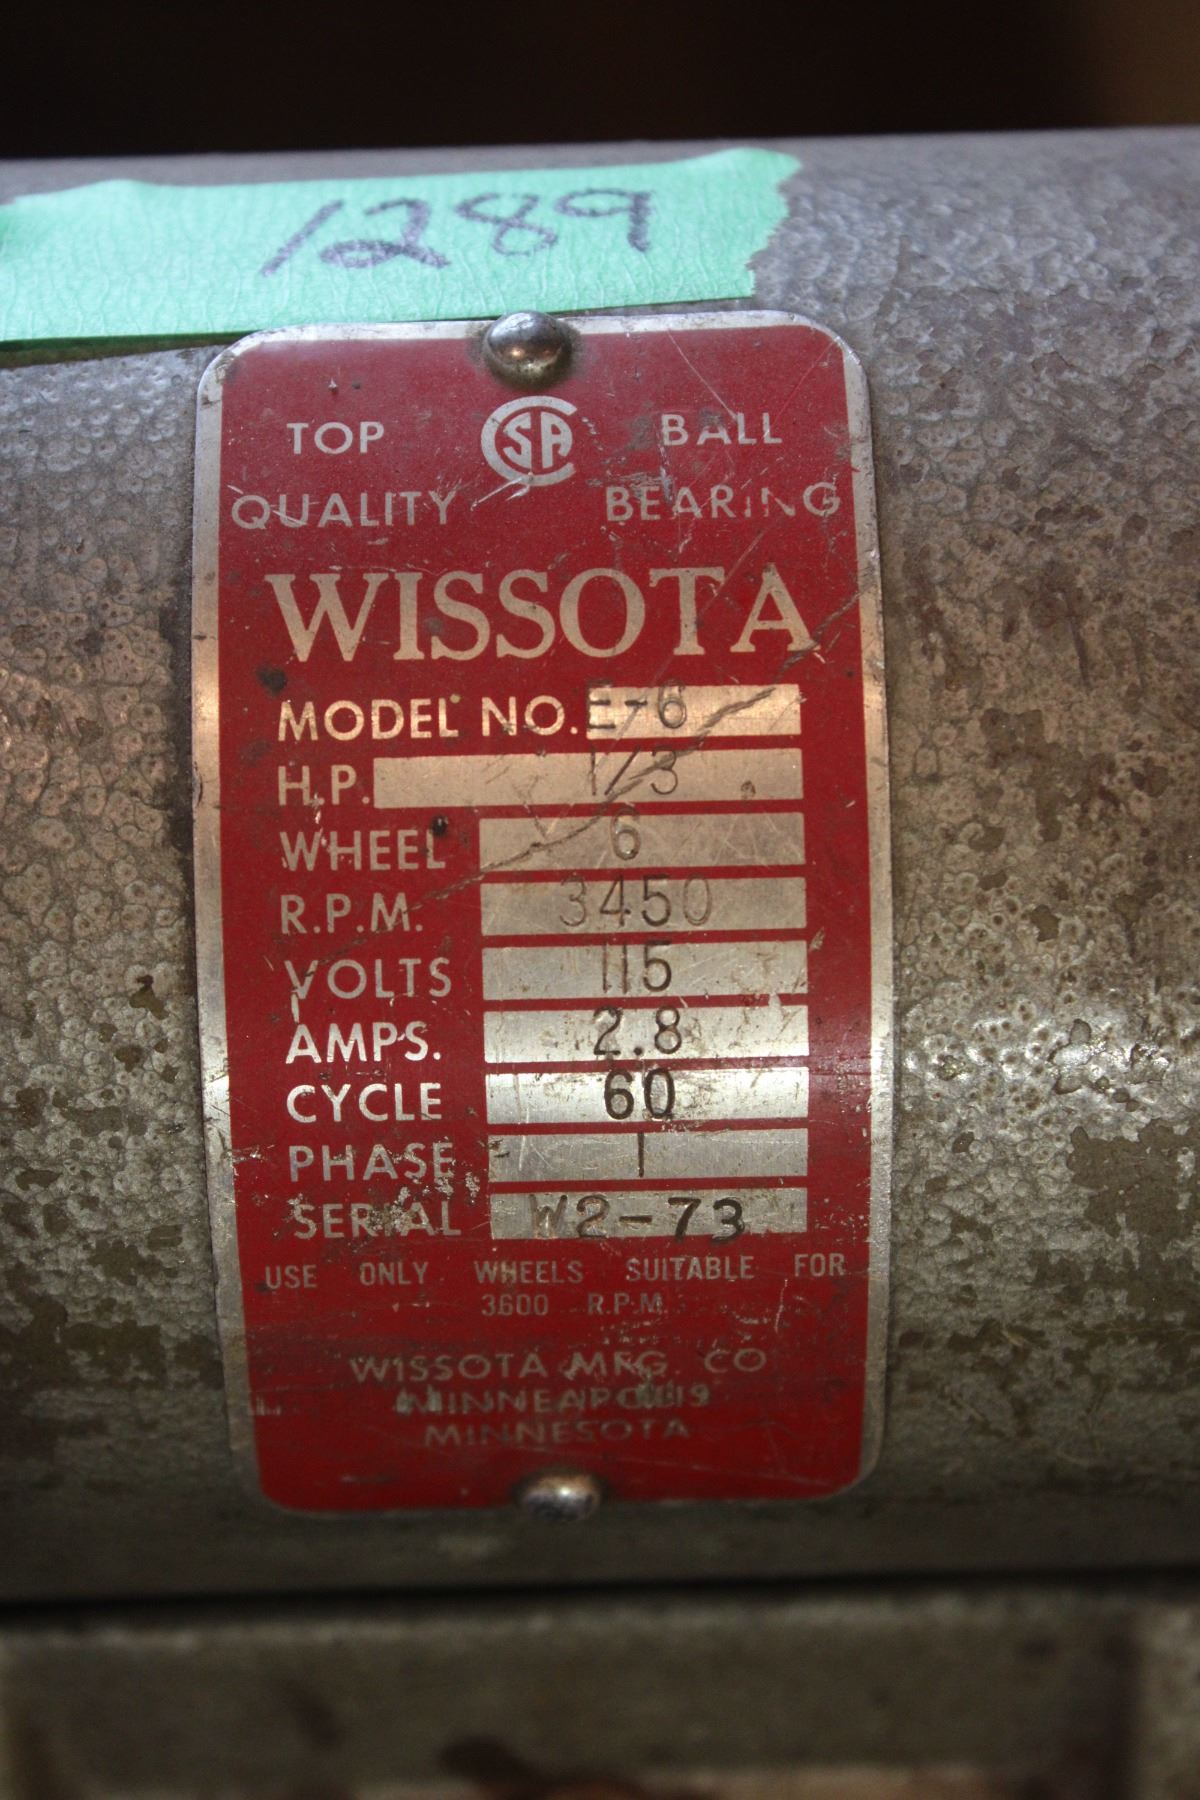 1289
TOP CSA BALL
QUALITY BEARING
WISSOTA
MODEL NO. E-6
H.P. 1/3
WHEEL 6
R.P.M. 3450
VOLTS 115
AMPS. 2.8
CYCLE 60
PHASE 1
SERIAL W2-73
USE ONLY WHEELS SUITABLE FOR
3600 R.P.M.
WISSOTA MFG. CO
MINNEAPOLIS
MINNESOTA